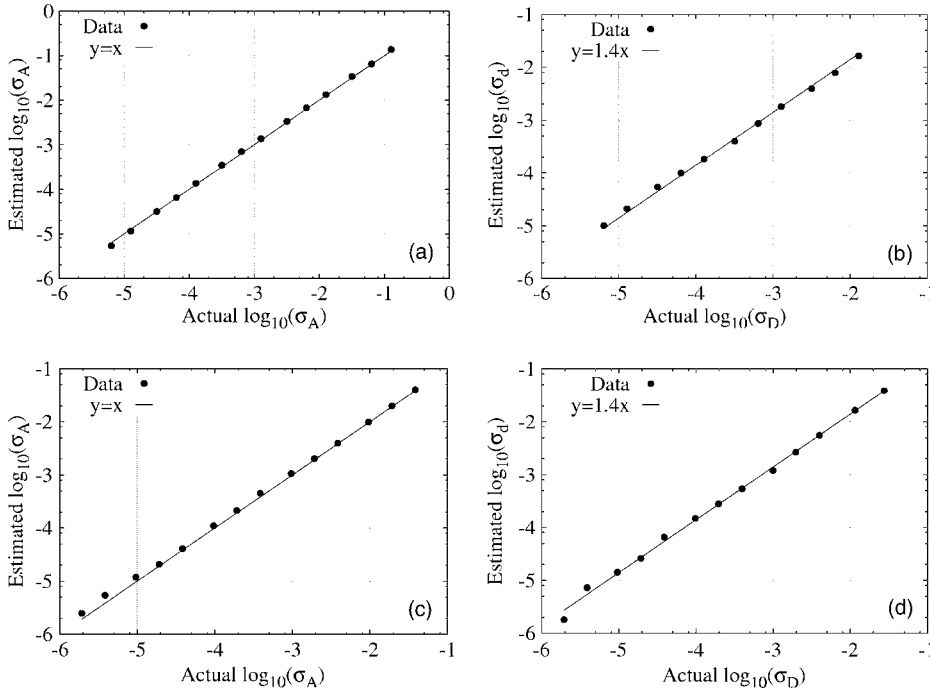 0
-1
-2
-3
-4
-5
-6
-6 -5 -4 -3 -2 -1 0
Estimated log10(σA)
Actual log10(σA)
Data
y=x
(a)
-1
-2
-3
-4
-5
-6
-6 -5 -4 -3 -2 -1
Estimated log10(σd)
Actual log10(σD)
Data
y=1.4x
(b)
-1
-2
-3
-4
-5
-6
-6 -5 -4 -3 -2 -1
Estimated log10(σA)
Actual log10(σA)
Data
y=x
(c)
-1
-2
-3
-4
-5
-6
-6 -5 -4 -3 -2 -1
Estimated log10(σd)
Actual log10(σD)
Data
y=1.4x
(d)